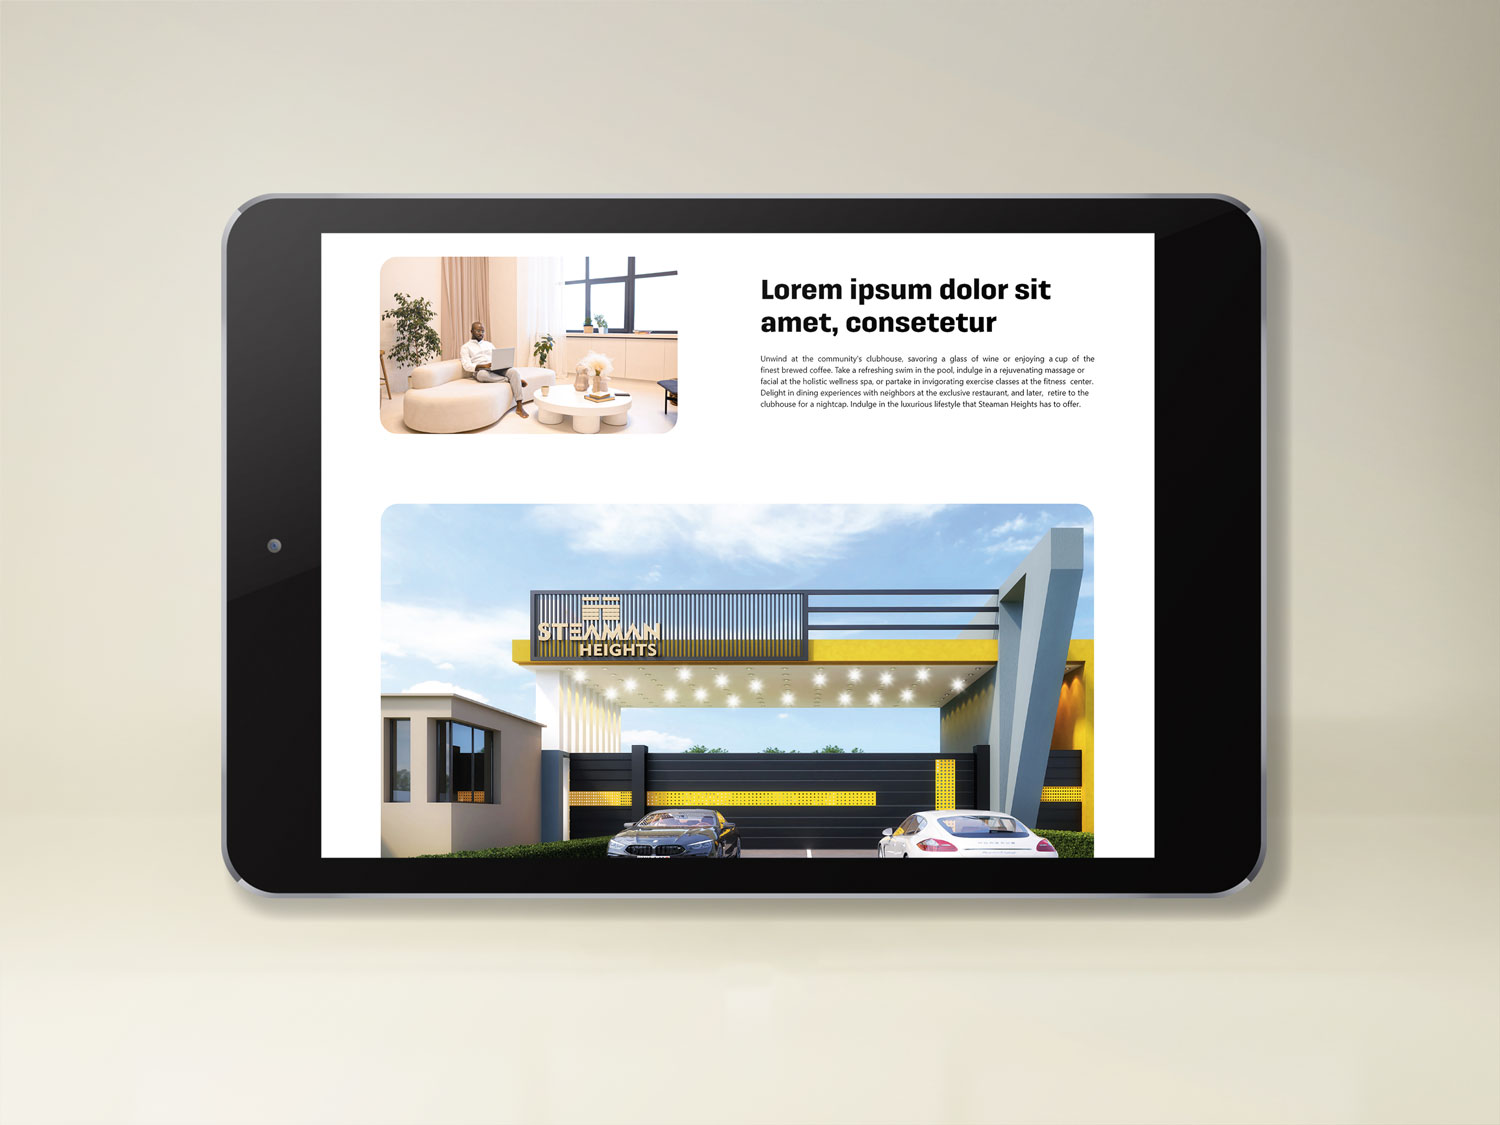 Lorem ipsum dolor sit
amet, consetetur
Unwind at the community's clubhouse, savoring a glass of wine or enjoying a cup of the
finest brewed coffee. Take a refreshing swim in the pool, indulge in a rejuvenating massage or
facial at the holistic wellness spa, or partake in invigorating exercise classes at the fitness center.
Delight in dining experiences with neighbors at the exclusive restaurant, and later, retire to the
clubhouse for a nightcap. Indulge in the luxurious lifestyle that Steaman Heights has to offer.
STEAMAN
HEIGHTS